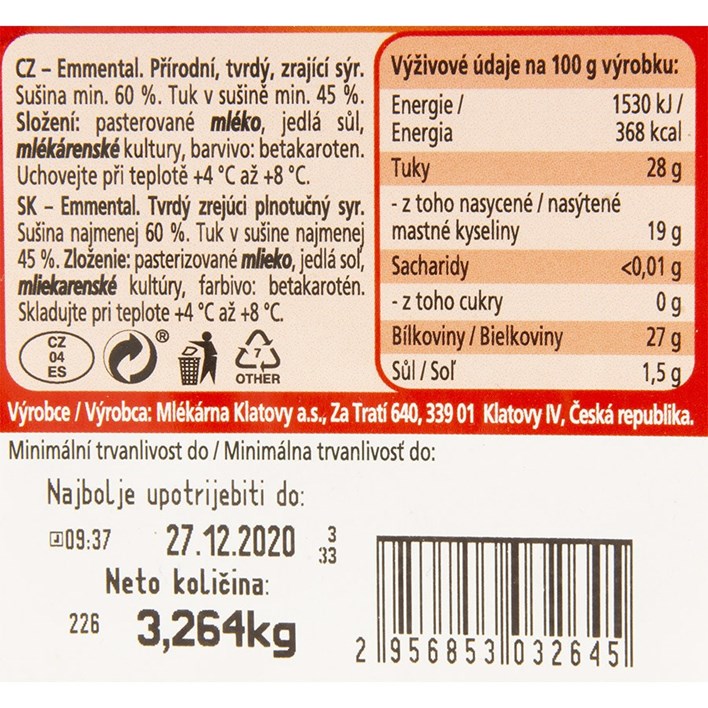 CZ – Emmental. Přírodní, tvrdý, zrající sýr.
Sušina min. 60 %. Tuk v sušině min. 45 %.
Složení: pasterované mléko, jedlá sůl,
mlékárenské kultury, barvivo: betakaroten.
Uchovejte při teplotě +4 °C až +8 °C.
SK – Emmental. Tvrdý zrejúci plnotučný syr.
Sušina najmenej 60 %. Tuk v sušine najmenej
45 %. Zloženie: pasterizované mlieko, jedlá soľ,
mliekarenské kultúry, farbivo: betakarotén.
Skladujte pri teplote +4 °C až +8 °C.
CZ
04
ES
®
7
OTHER
Výživové údaje na 100 g výrobku:
Energie / 1530 kJ /
Energia 368 kcal
Tuky 28 g
- z toho nasycené / nasýtené
mastné kyseliny 19 g
Sacharidy <0,01 g
- z toho cukry 0 g
Bílkoviny / Bielkoviny 27 g
Sůl / Soľ 1,5 g
Výrobce / Výrobca: Mlékárna Klatovy a.s., Za Tratí 640, 339 01 Klatovy IV, Česká republika.
Minimální trvanlivost do / Minimálna trvanlivosť do:
Najbolje upotrijebiti do:
09:37 27.12.2020 3
33
Neto količina:
226 3,264kg
2 956853 032645